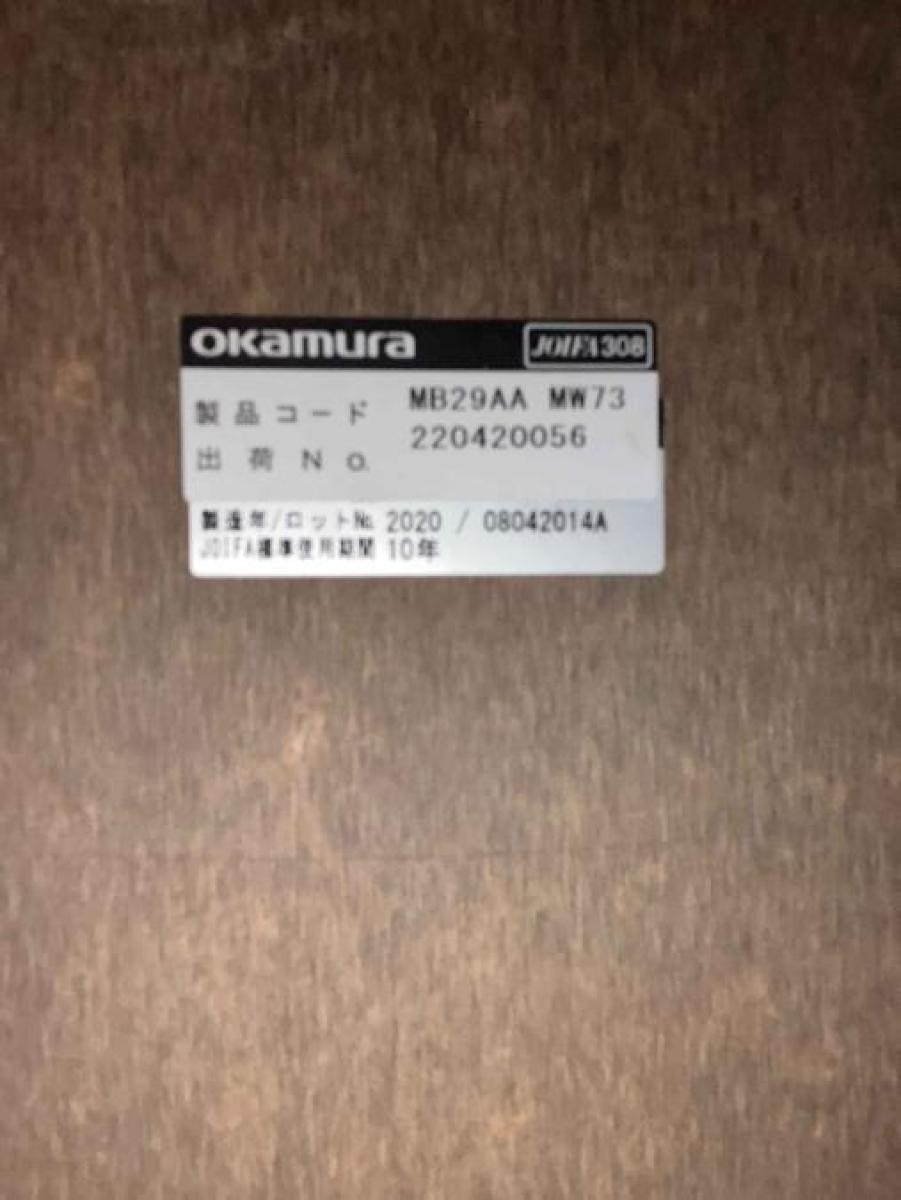 okamura JOIFA308
製品コード MB29AA MW73
出荷No. 220420056
製造年/ロット№ 2020 / 08042014A
JOIFA標準使用期間 10年